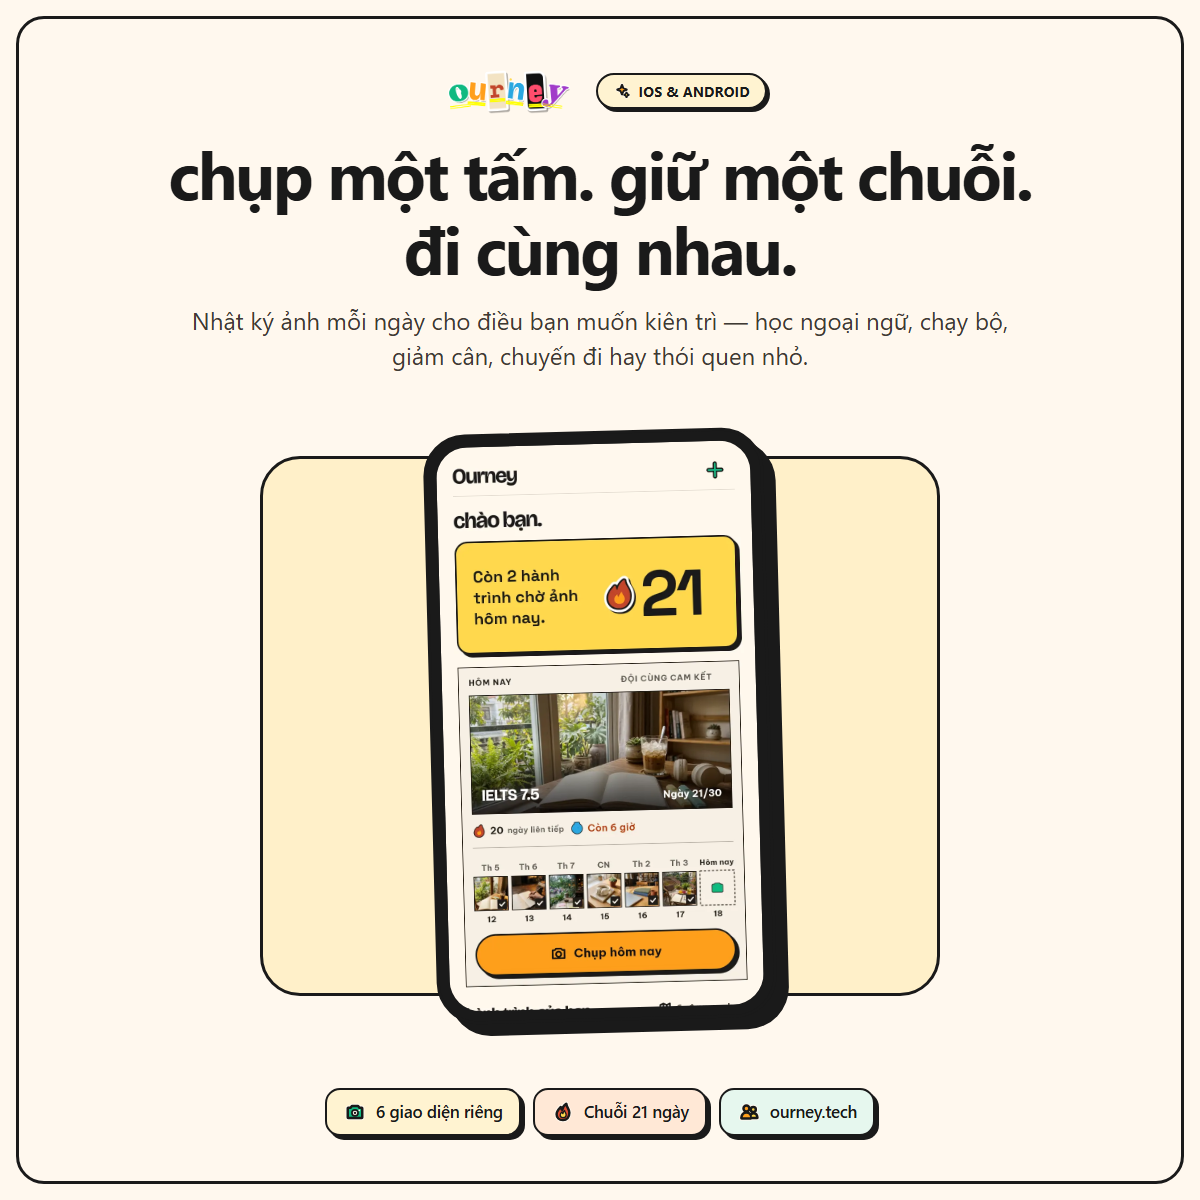 ourney
IOS & ANDROID
chụp một tấm. giữ một chuỗi.
đi cùng nhau.
Nhật ký ảnh mỗi ngày cho điều bạn muốn kiên trì — học ngoại ngữ, chạy bộ,
giảm cân, chuyến đi hay thói quen nhỏ.
Ourney
chào bạn.
Còn 2 hành
trình chờ ảnh
hôm nay.
21
HÔM NAY
ĐỘI CÙNG CAM KẾT
IELTS 7.5
Ngày 21/30
20 ngày liên tiếp
Còn 6 giờ
Th 5 Th 6 Th 7 CN Th 2 Th 3 Hôm nay
12 13 14 15 16 17 18
Chụp hôm nay
6 giao diện riêng
Chuỗi 21 ngày
ourney.tech